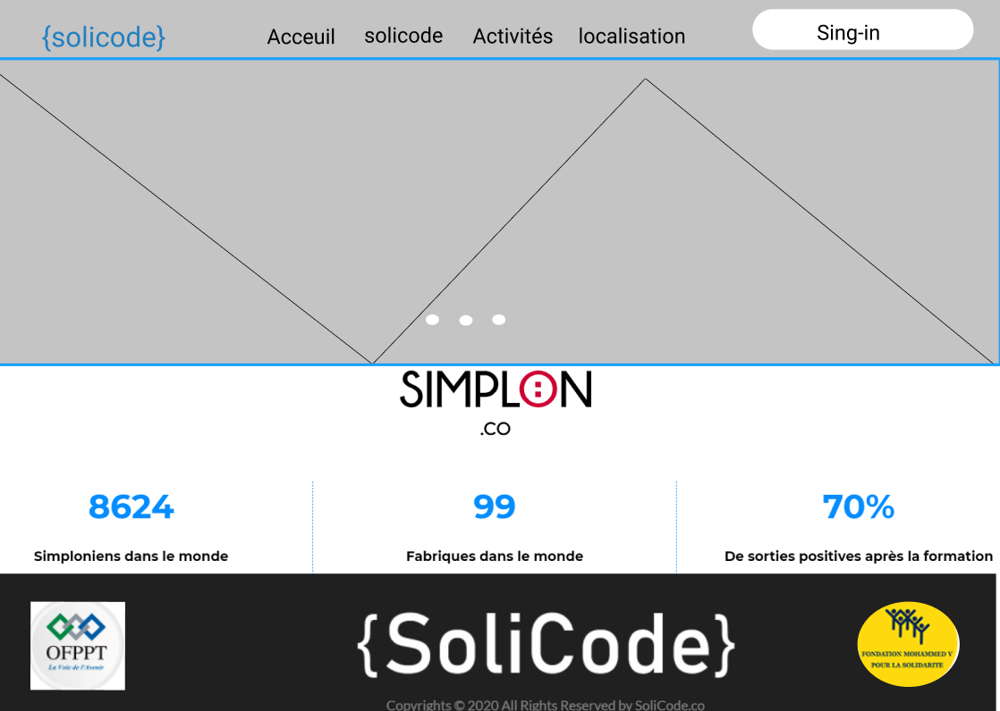 {solicode} Acceuil solicode Activités localisation Sing-in
SIMPLON
.CO
8624 99 70%
Simploniens dans le monde Fabriques dans le monde De sorties positives après la formation
{SoliCode}
OFPPT
La Voie de l'Avenir
FONDATION MOHAMMED V
POUR LA SOLIDARITE
Copyrights © 2020 All Rights Reserved by SoliCode.co